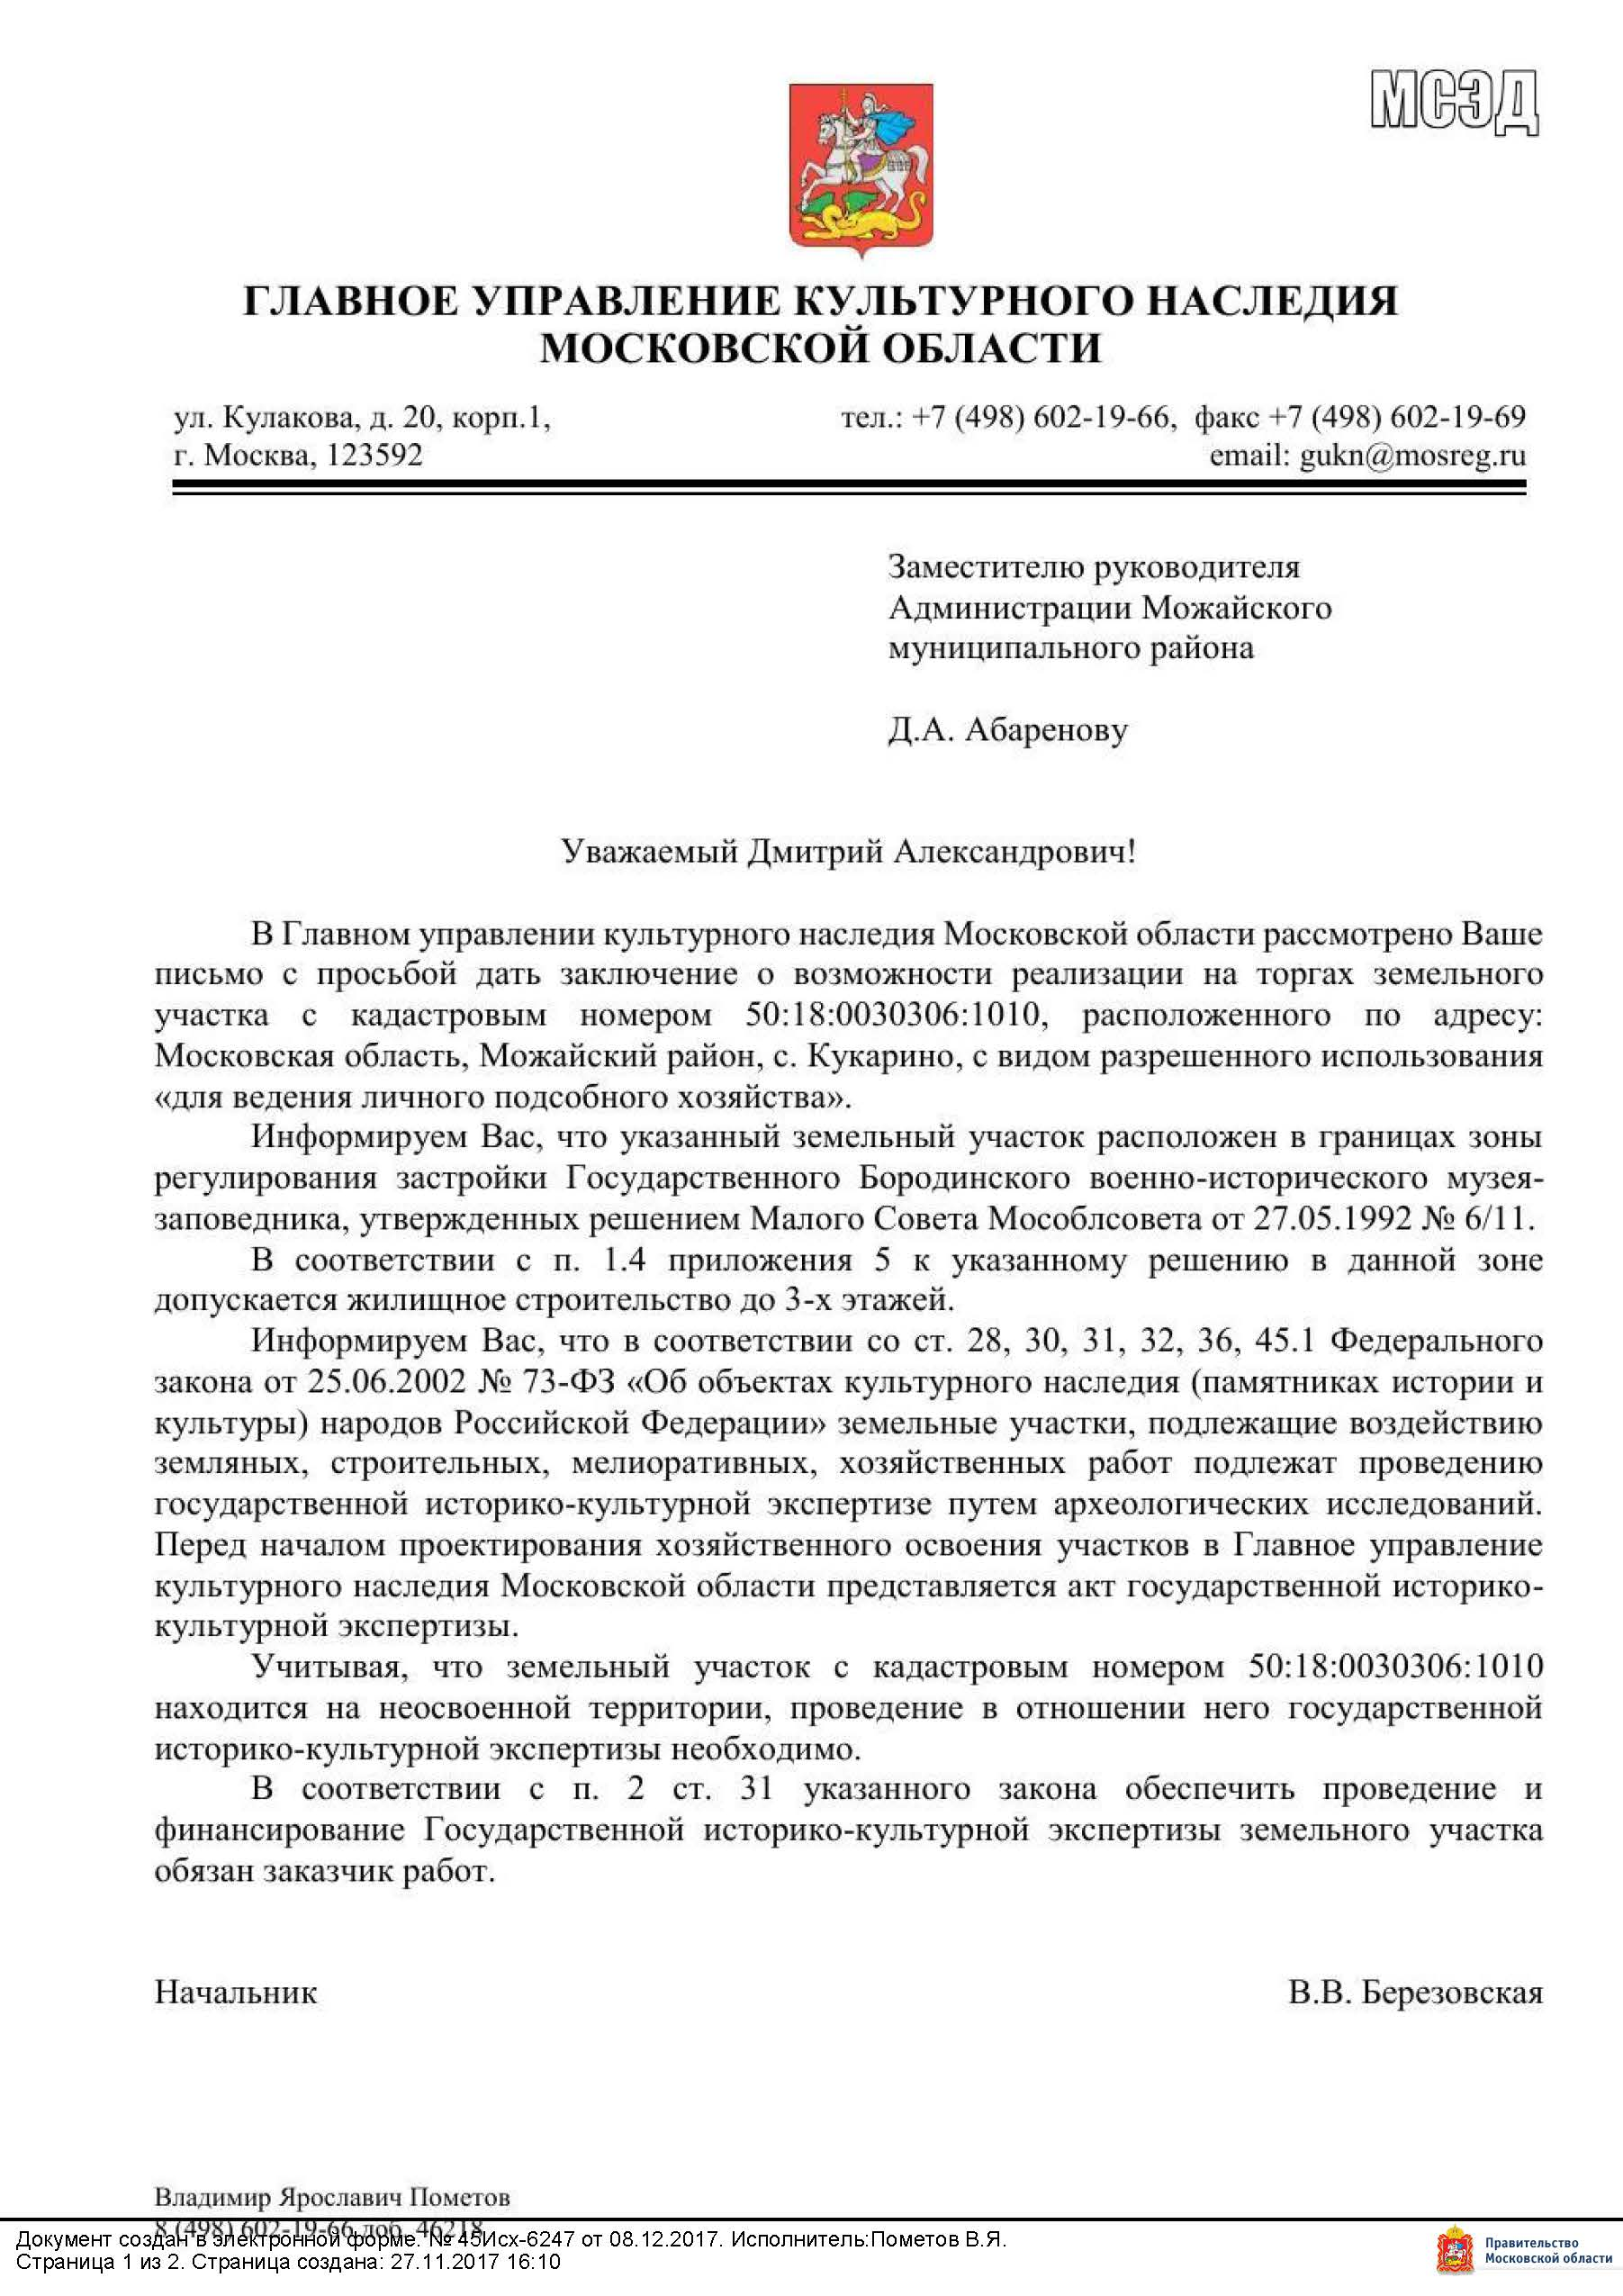 МСЭД
ГЛАВНОЕ УПРАВЛЕНИЕ КУЛЬТУРНОГО НАСЛЕДИЯ
МОСКОВСКОЙ ОБЛАСТИ
ул. Кулакова, д. 20, корп.1,
г. Москва, 123592
тел.: +7 (498) 602-19-66, факс +7 (498) 602-19-69
email: gukn@mosreg.ru
Заместителю руководителя
Администрации Можайского
муниципального района
Д.А. Абаренову
Уважаемый Дмитрий Александрович!
В Главном управлении культурного наследия Московской области рассмотрено Ваше
письмо с просьбой дать заключение о возможности реализации на торгах земельного
участка с кадастровым номером 50:18:0030306:1010, расположенного по адресу:
Московская область, Можайский район, с. Кукарино, с видом разрешенного использования
«для ведения личного подсобного хозяйства».
Информируем Вас, что указанный земельный участок расположен в границах зоны
регулирования застройки Государственного Бородинского военно-исторического музея-
заповедника, утвержденных решением Малого Совета Мособлсовета от 27.05.1992 № 6/11.
В соответствии с п. 1.4 приложения 5 к указанному решению в данной зоне
допускается жилищное строительство до 3-х этажей.
Информируем Вас, что в соответствии со ст. 28, 30, 31, 32, 36, 45.1 Федерального
закона от 25.06.2002 № 73-ФЗ «Об объектах культурного наследия (памятниках истории и
культуры) народов Российской Федерации» земельные участки, подлежащие воздействию
земляных, строительных, мелиоративных, хозяйственных работ подлежат проведению
государственной историко-культурной экспертизе путем археологических исследований.
Перед началом проектирования хозяйственного освоения участков в Главное управление
культурного наследия Московской области представляется акт государственной историко-
культурной экспертизы.
Учитывая, что земельный участок с кадастровым номером 50:18:0030306:1010
находится на неосвоенной территории, проведение в отношении него государственной
историко-культурной экспертизы необходимо.
В соответствии с п. 2 ст. 31 указанного закона обеспечить проведение и
финансирование Государственной историко-культурной экспертизы земельного участка
обязан заказчик работ.
Начальник
В.В. Березовская
Владимир Ярославич Пометов
8 (498) 602-19-66 доб. 46218
Документ создан в электронной форме. № 45Исх-6247 от 08.12.2017. Исполнитель:Пометов В.Я.
Страница 1 из 2. Страница создана: 27.11.2017 16:10
Правительство
Московской области